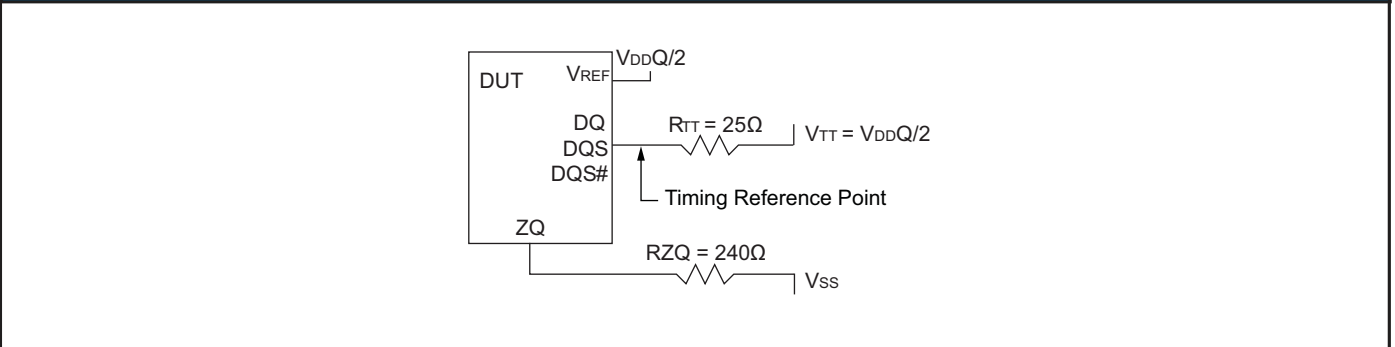 VDDQ/2
DUT
VREF
DQ
RTT = 25Ω
VTT = VDDQ/2
DQS
DQS#
Timing Reference Point
ZQ
RZQ = 240Ω
VSS